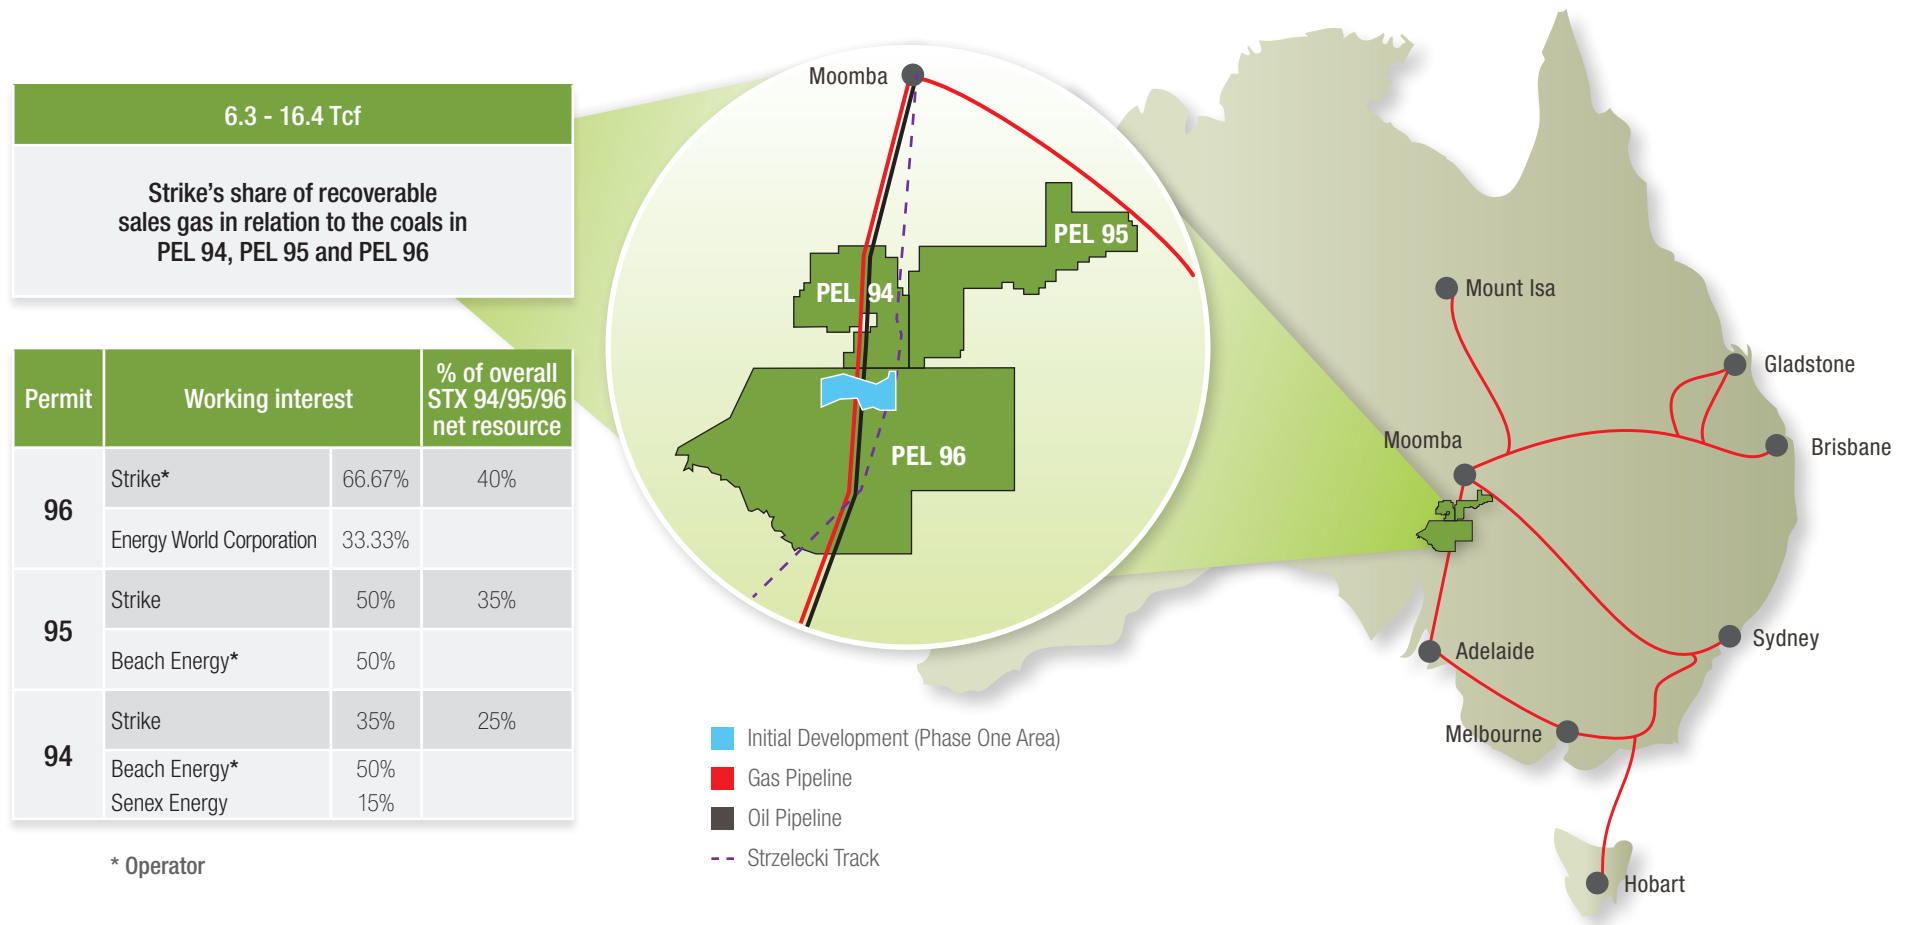 6.3 - 16.4 Tcf
Strike's share of recoverable
sales gas in relation to the coals in
PEL 94, PEL 95 and PEL 96
Permit
Working interest
% of overall
STX 94/95/96
net resource
96
Strike*
66.67%
40%
Energy World Corporation
33.33%
95
Strike
50%
35%
Beach Energy*
50%
94
Strike
35%
25%
Beach Energy*
50%
Senex Energy
15%
* Operator
Moomba
PEL 95
PEL 94
PEL 96
Initial Development (Phase One Area)
Gas Pipeline
Oil Pipeline
Strzelecki Track
Mount Isa
Gladstone
Moomba
Brisbane
Adelaide
Sydney
Melbourne
Hobart